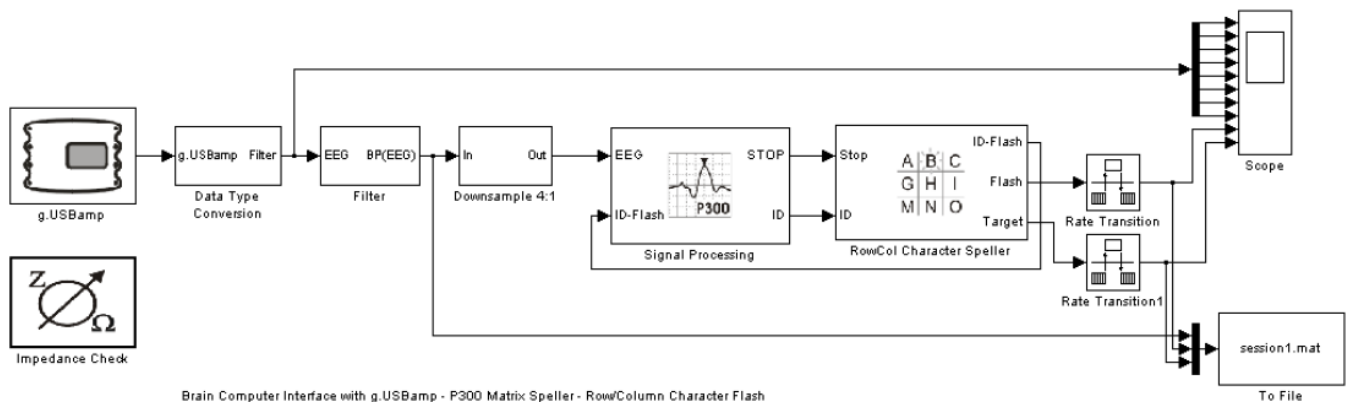 g.USBamp
g.USBamp Filter
Data Type
Conversion
EEG BP(EEG)
Filter
In Out
Downsample 4:1
EEG STOP
P300
ID-Flash ID
Signal Processing
Stop ID-Flash
A B C
G H I
M N O
Flash
ID Target
RowCol Character Speller
Rate Transition
Rate Transition1
Scope
Z
Ω
Impedance Check
session1.mat
To File
Brain Computer Interface with g.USBamp - P300 Matrix Speller - Row/Column Character Flash